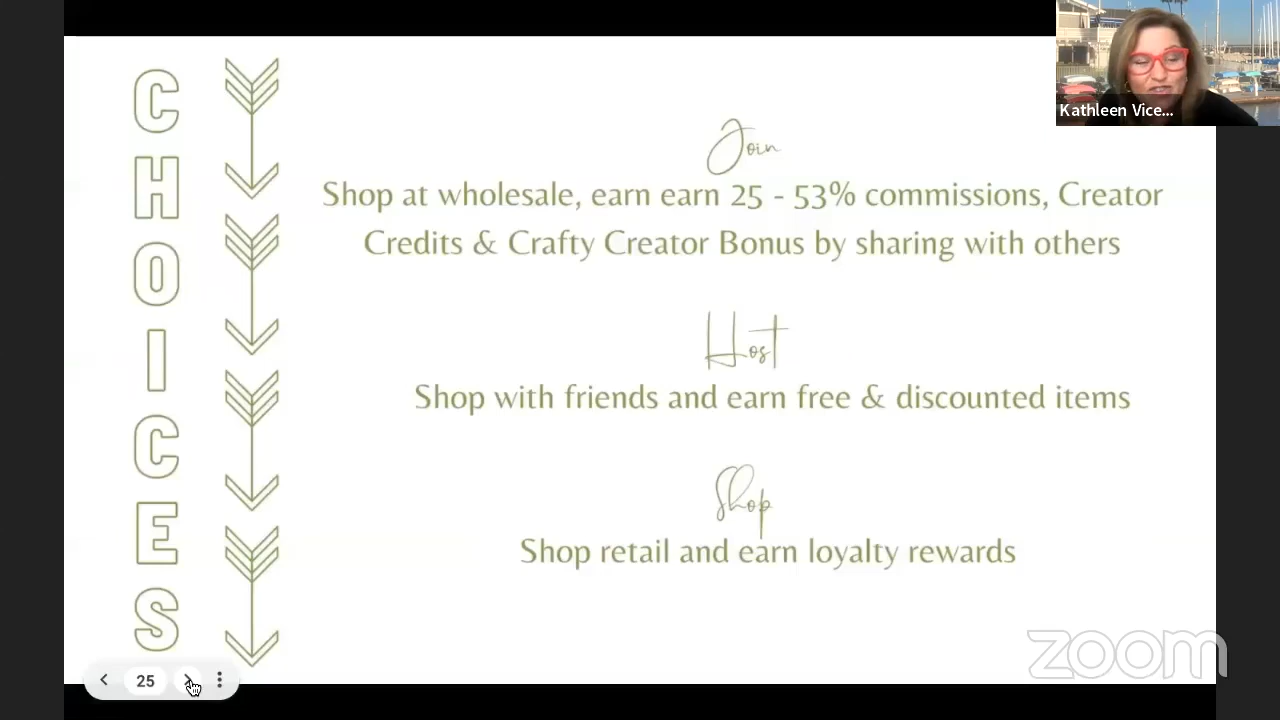 CHOICES
Join
Shop at wholesale, earn earn 25 - 53% commissions, Creator
Credits & Crafty Creator Bonus by sharing with others
Host
Shop with friends and earn free & discounted items
Shop
Shop retail and earn loyalty rewards
Kathleen Vice...
25
zoom